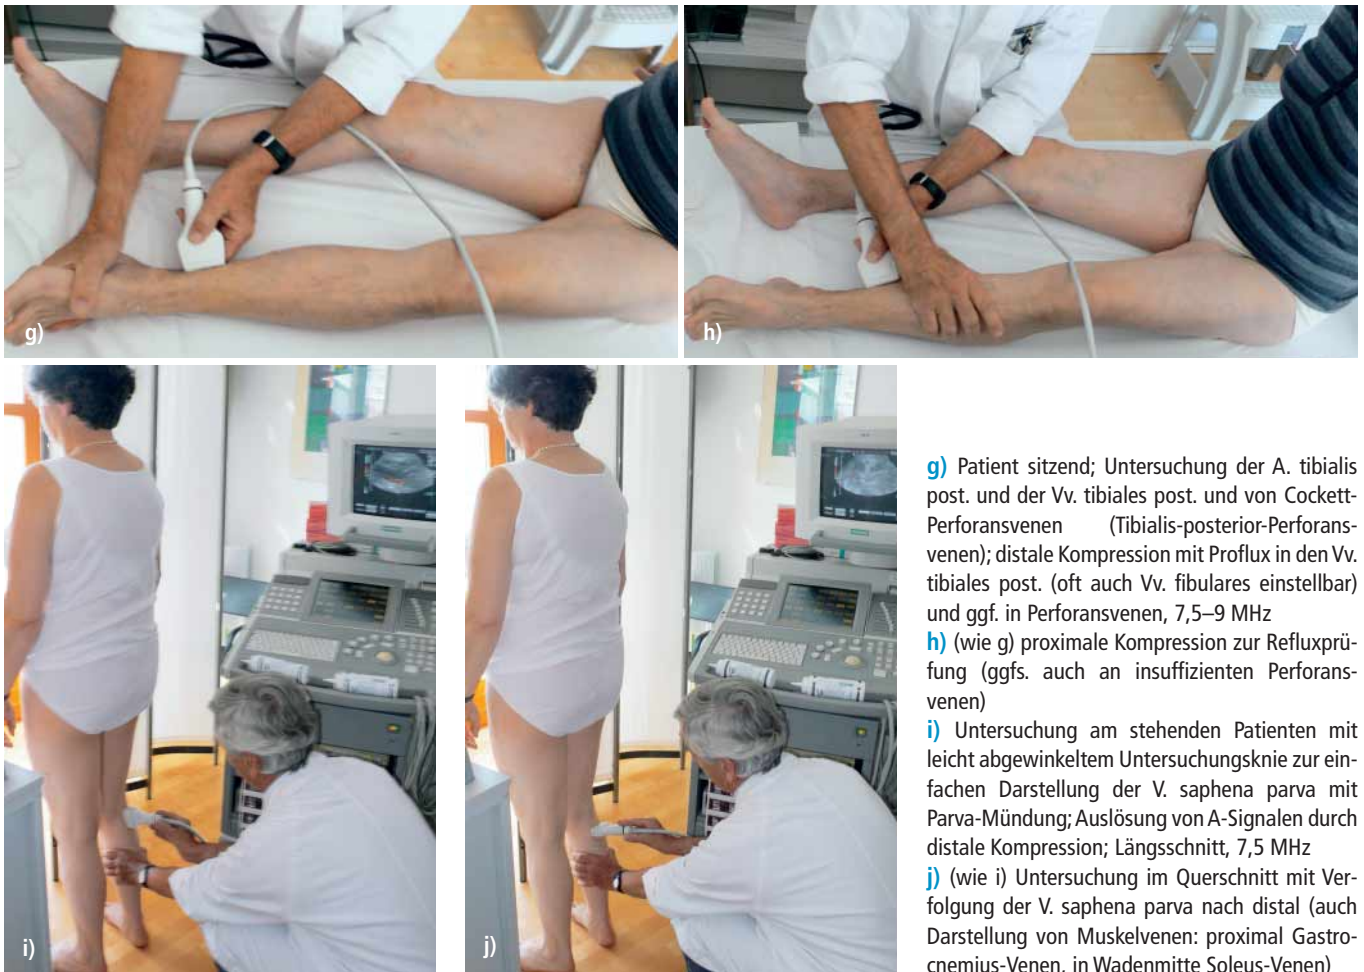 g)
h)
i)
j)
g) Patient sitzend; Untersuchung der A. tibialis
post. und der Vv. tibiales post. und von Cockett-
Perforansvenen (Tibialis-posterior-Perforans-
venen); distale Kompression mit Proflux in den Vv.
tibiales post. (oft auch Vv. fibulares einstellbar)
und ggf. in Perforansvenen, 7,5–9 MHz
h) (wie g) proximale Kompression zur Refluxprü-
fung (ggfs. auch an insuffizienten Perforans-
venen)
i) Untersuchung am stehenden Patienten mit
leicht abgewinkeltem Untersuchungsknie zur ein-
fachen Darstellung der V. saphena parva mit
Parva-Mündung; Auslösung von A-Signalen durch
distale Kompression; Längsschnitt, 7,5 MHz
j) (wie i) Untersuchung im Querschnitt mit Ver-
folgung der V. saphena parva nach distal (auch
Darstellung von Muskelvenen: proximal Gastro-
cnemius-Venen, in Wadenmitte Soleus-Venen)